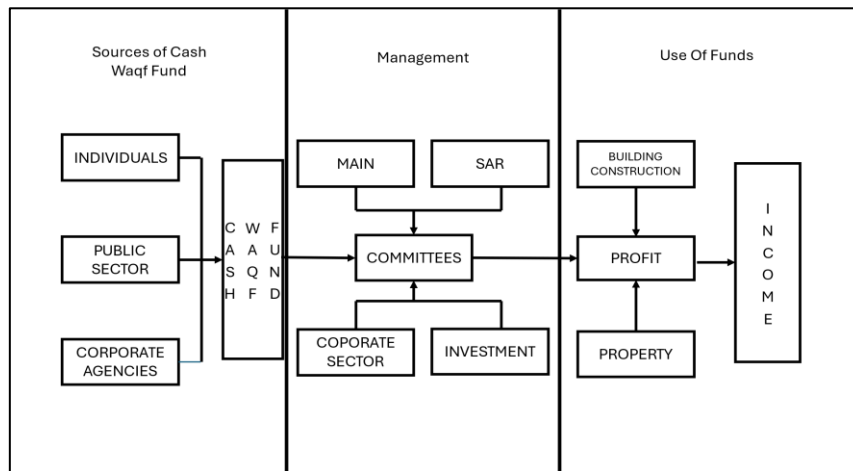 Sources of Cash
Waqf Fund
Management
Use Of Funds
INDIVIDUALS
PUBLIC
SECTOR
CORPORATE
AGENCIES
C W F
A A U
S Q N
H F D
MAIN
SAR
COMMITTEES
COPORATE
SECTOR
INVESTMENT
BUILDING
CONSTRUCTION
PROFIT
PROPERTY
I
N
C
O
M
E